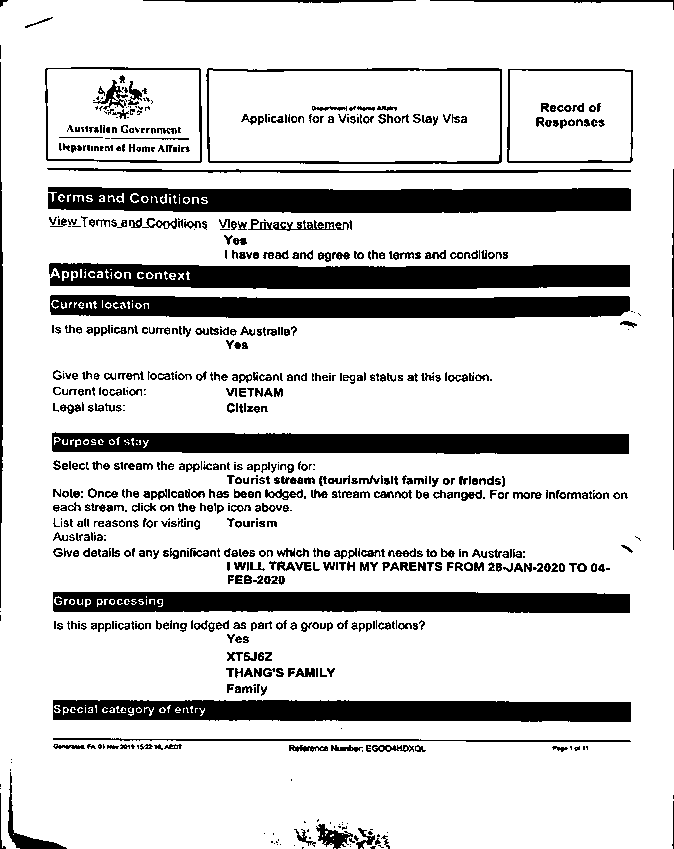 Australian Government
Department of Home Affairs
Department of Home Affairs
Application for a Visitor Short Stay Visa
Record of
Responses
Terms and Conditions
View Terms and Conditions View Privacy statement
Yes
I have read and agree to the terms and conditions
Application context
Current location
Is the applicant currently outside Australia?
Yes
Give the current location of the applicant and their legal status at this location.
Current location: VIETNAM
Legal status: Citizen
Purpose of stay
Select the stream the applicant is applying for:
Tourist stream (tourism/visit family or friends)
Note: Once the application has been lodged, the stream cannot be changed. For more information on
each stream, click on the help icon above.
List all reasons for visiting Tourism
Australia:
Give details of any significant dates on which the applicant needs to be in Australia:
I WILL TRAVEL WITH MY PARENTS FROM 28-JAN-2020 TO 04-
FEB-2020
Group processing
Is this application being lodged as part of a group of applications?
Yes
XT5J6Z
THANG'S FAMILY
Family
Special category of entry
Generated: Fri, 01 Nov 2019 AEDT Reference Number: EGOO4HDXQL Page 1 of 11